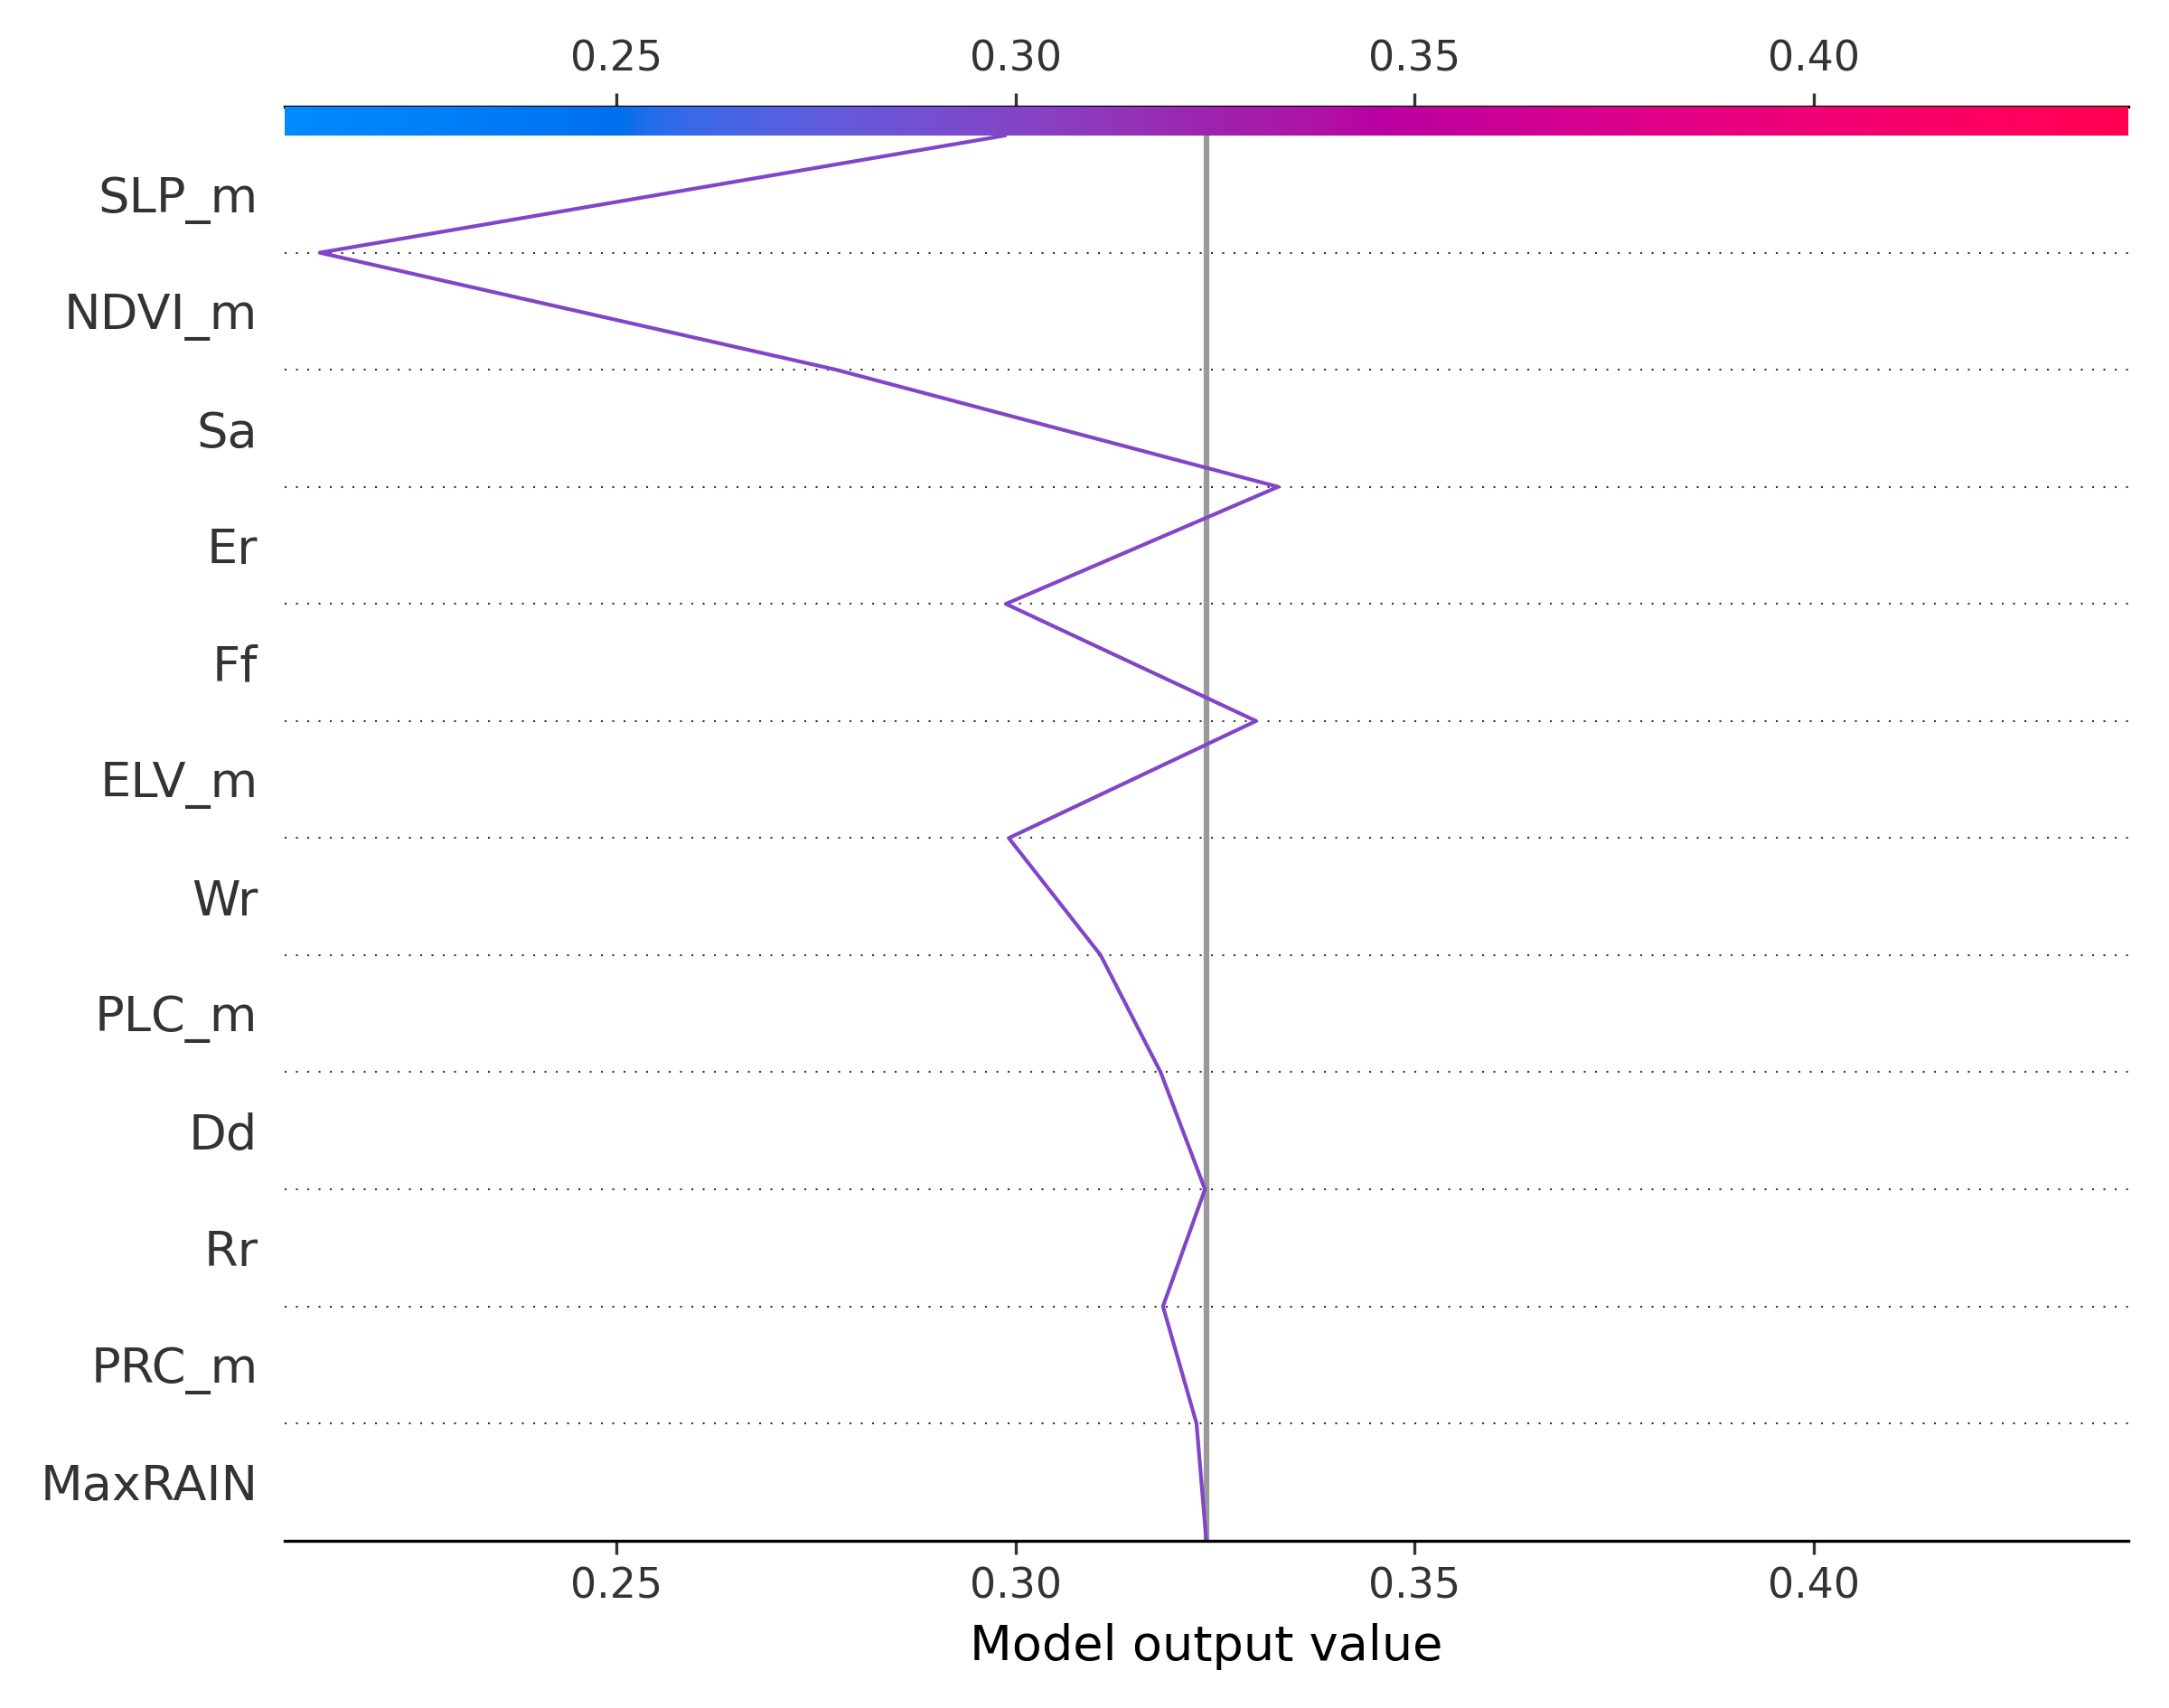 0.25 0.30 0.35 0.40
SLP_m
NDVI_m
Sa
Er
Ff
ELV_m
Wr
PLC_m
Dd
Rr
PRC_m
MaxRAIN
0.25 0.30 0.35 0.40
Model output value